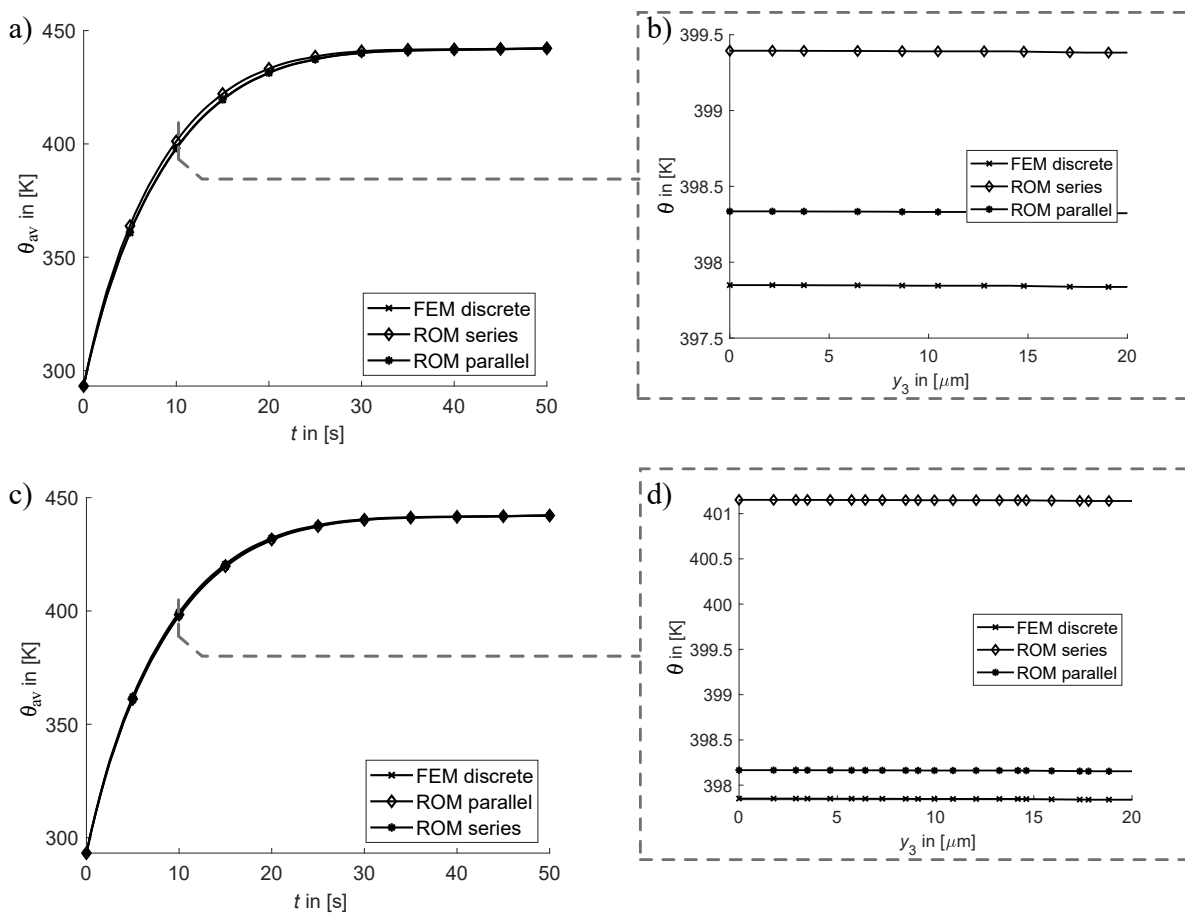 a)
450
400
350
300
θav in [K]
FEM discrete
ROM series
ROM parallel
0 10 20 30 40 50
t in [s]
b)
399.5
399
398.5
398
397.5
θ in [K]
FEM discrete
ROM series
ROM parallel
0 5 10 15 20
y3 in [μm]
c)
450
400
350
300
θav in [K]
FEM discrete
ROM parallel
ROM series
0 10 20 30 40 50
t in [s]
d)
401
400.5
400
399.5
399
398.5
398
θ in [K]
FEM discrete
ROM series
ROM parallel
0 5 10 15 20
y3 in [μm]